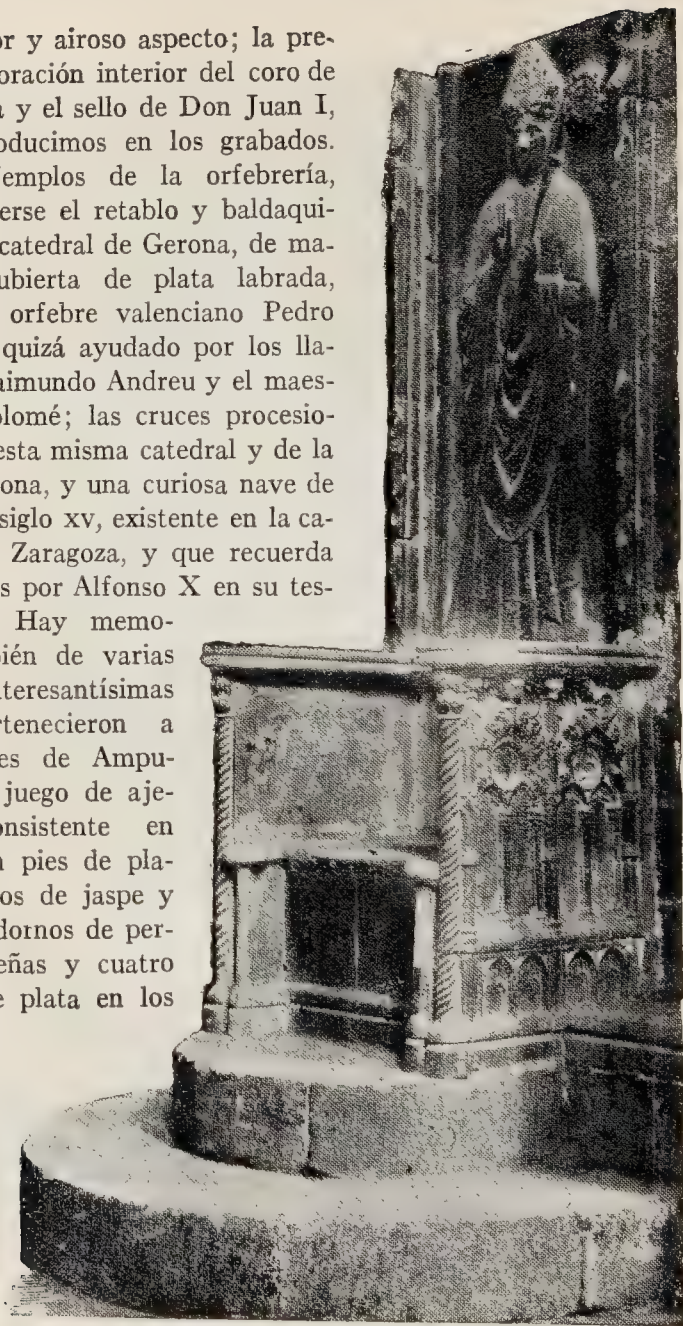 or y airoso aspecto; la pre-
oración interior del coro de
a y el sello de Don Juan I,
oducimos en los grabados.
emplos de la orfebrería,
erse el retablo y baldaqui-
catedral de Gerona, de ma-
ubierta de plata labrada,
orfebre valenciano Pedro
quizá ayudado por los lla-
aimundo Andreu y el maes-
olomé; las cruces procesio-
esta misma catedral y de la
ona, y una curiosa nave de
siglo XV, existente en la ca-
Zaragoza, y que recuerda
s por Alfonso X en su tes-
Hay memo-
bién de varias
nteresantísimas
rtenecieron a
es de Ampu-
juego de aje-
onsistente en
n pies de pla-
os de jaspe y
dornos de per-
eñas y cuatro
e plata en los